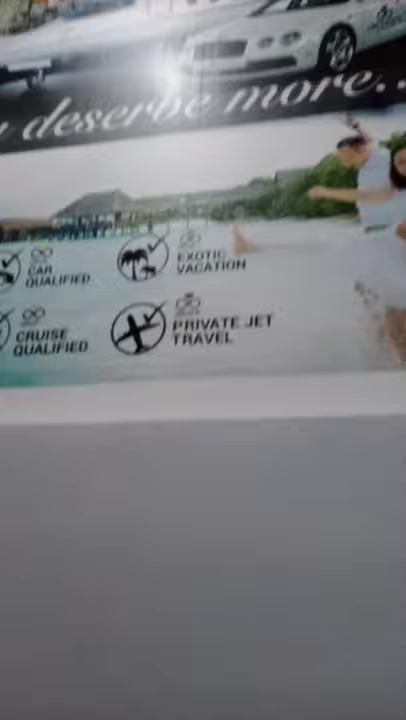 deserve more...
CAR
QUALIFIED
EXOTIC
VACATION
CRUISE
QUALIFIED
PRIVATE JET
TRAVEL